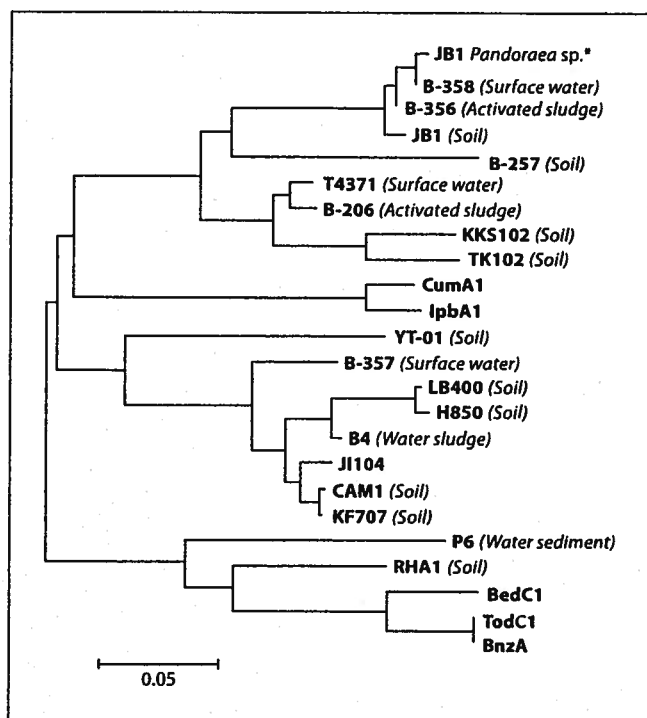 JB1 Pandoraea sp.*
B-358 (Surface water)
B-356 (Activated sludge)
JB1 (Soil)
B-257 (Soil)
T4371 (Surface water)
B-206 (Activated sludge)
KKS102 (Soil)
TK102 (Soil)
CumA1
IpbA1
YT-01 (Soil)
B-357 (Surface water)
LB400 (Soil)
H850 (Soil)
B4 (Water sludge)
JI104
CAM1 (Soil)
KF707 (Soil)
P6 (Water sediment)
RHA1 (Soil)
BedC1
TodC1
BnzA
0.05